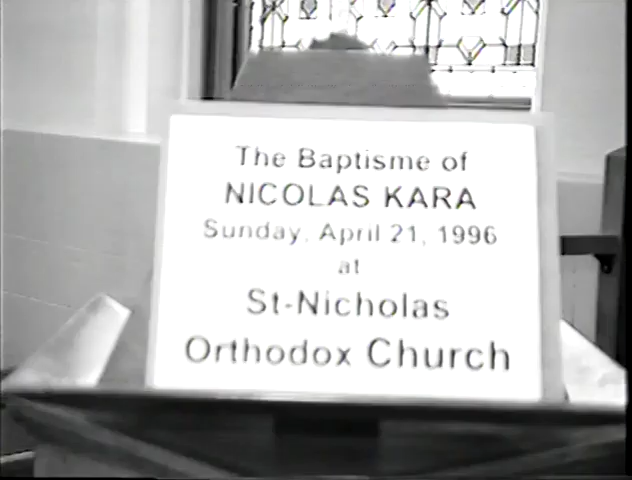 The Baptisme of
NICOLAS KARA
Sunday, April 21, 1996
at
St-Nicholas
Orthodox Church